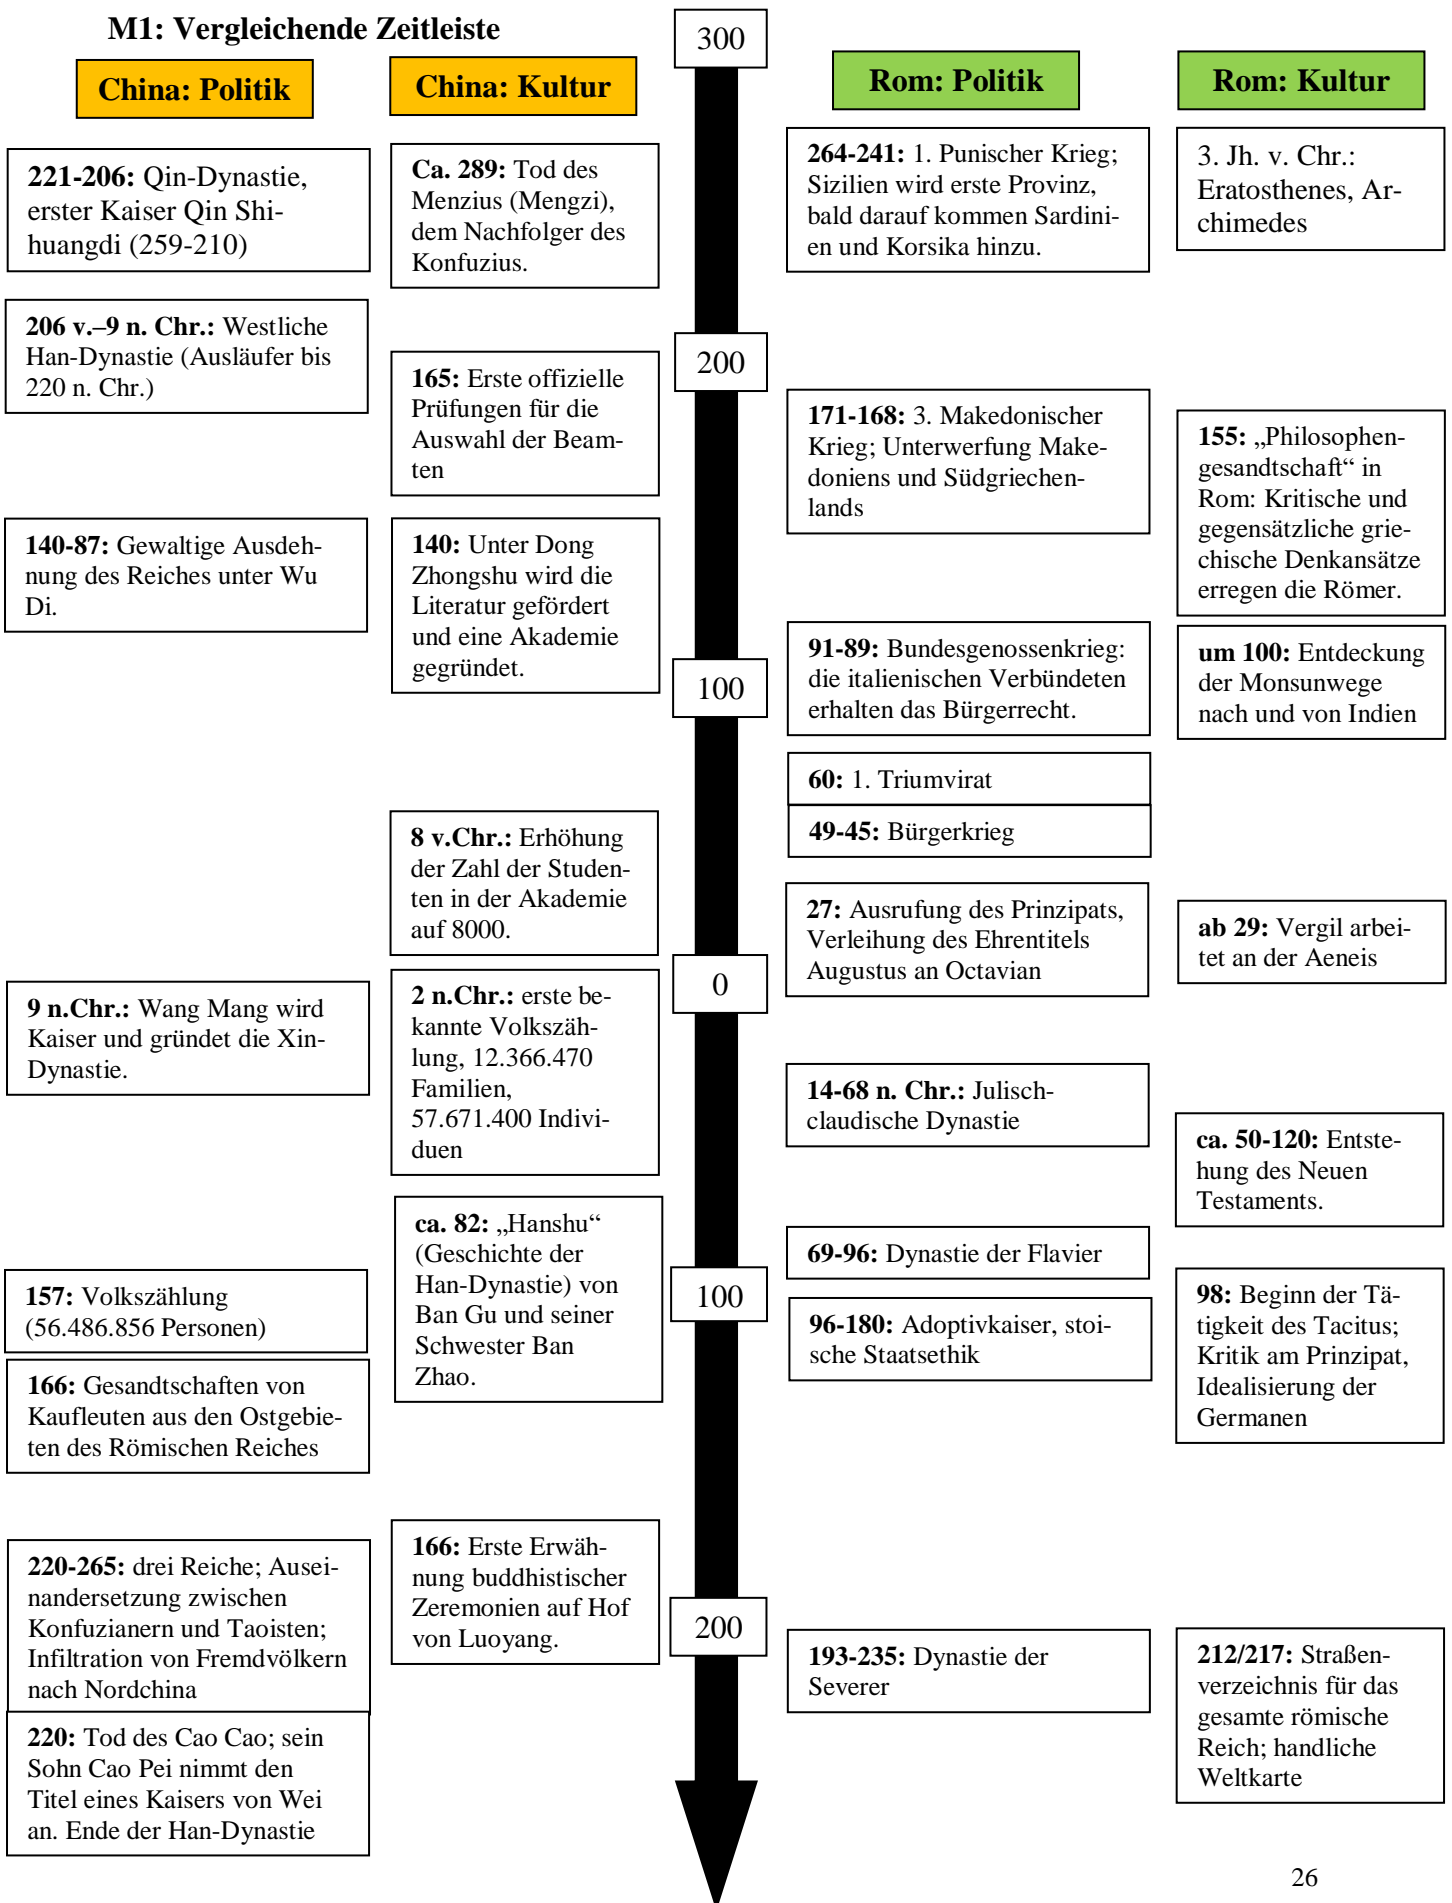 M1: Vergleichende Zeitleiste
China: Politik
221-206: Qin-Dynastie,
erster Kaiser Qin Shi-
huangdi (259-210)
206 v.–9 n. Chr.: Westliche
Han-Dynastie (Ausläufer bis
220 n. Chr.)
140-87: Gewaltige Ausdeh-
nung des Reiches unter Wu
Di.
9 n.Chr.: Wang Mang wird
Kaiser und gründet die Xin-
Dynastie.
157: Volkszählung
(56.486.856 Personen)
166: Gesandtschaften von
Kaufleuten aus den Ostgebie-
ten des Römischen Reiches
220-265: drei Reiche; Ausei-
nandersetzung zwischen
Konfuzianern und Taoisten;
Infiltration von Fremdvölkern
nach Nordchina
220: Tod des Cao Cao; sein
Sohn Cao Pei nimmt den
Titel eines Kaisers von Wei
an. Ende der Han-Dynastie
China: Kultur
Ca. 289: Tod des
Menzius (Mengzi),
dem Nachfolger des
Konfuzius.
165: Erste offizielle
Prüfungen für die
Auswahl der Beam-
ten
140: Unter Dong
Zhongshu wird die
Literatur gefördert
und eine Akademie
gegründet.
8 v.Chr.: Erhöhung
der Zahl der Studen-
ten in der Akademie
auf 8000.
2 n.Chr.: erste be-
kannte Volkszäh-
lung, 12.366.470
Familien,
57.671.400 Indivi-
duen
ca. 82: „Hanshu“
(Geschichte der
Han-Dynastie) von
Ban Gu und seiner
Schwester Ban
Zhao.
166: Erste Erwäh-
nung buddhistischer
Zeremonien auf Hof
von Luoyang.
300
200
100
0
100
200
Rom: Politik
264-241: 1. Punischer Krieg;
Sizilien wird erste Provinz,
bald darauf kommen Sardini-
en und Korsika hinzu.
171-168: 3. Makedonischer
Krieg; Unterwerfung Make-
doniens und Südgriechen-
lands
91-89: Bundesgenossenkrieg:
die italienischen Verbündeten
erhalten das Bürgerrecht.
60: 1. Triumvirat
49-45: Bürgerkrieg
27: Ausrufung des Prinzipats,
Verleihung des Ehrentitels
Augustus an Octavian
14-68 n. Chr.: Julisch-
claudische Dynastie
69-96: Dynastie der Flavier
96-180: Adoptivkaiser, stoi-
sche Staatsethik
193-235: Dynastie der
Severer
Rom: Kultur
3. Jh. v. Chr.:
Eratosthenes, Ar-
chimedes
155: „Philosophen-
gesandtschaft“ in
Rom: Kritische und
gegensätzliche grie-
chische Denkansätze
erregen die Römer.
um 100: Entdeckung
der Monsunwege
nach und von Indien
ab 29: Vergil arbei-
tet an der Aeneis
ca. 50-120: Entste-
hung des Neuen
Testaments.
98: Beginn der Tä-
tigkeit des Tacitus;
Kritik am Prinzipat,
Idealisierung der
Germanen
212/217: Straßen-
verzeichnis für das
gesamte römische
Reich; handliche
Weltkarte
26